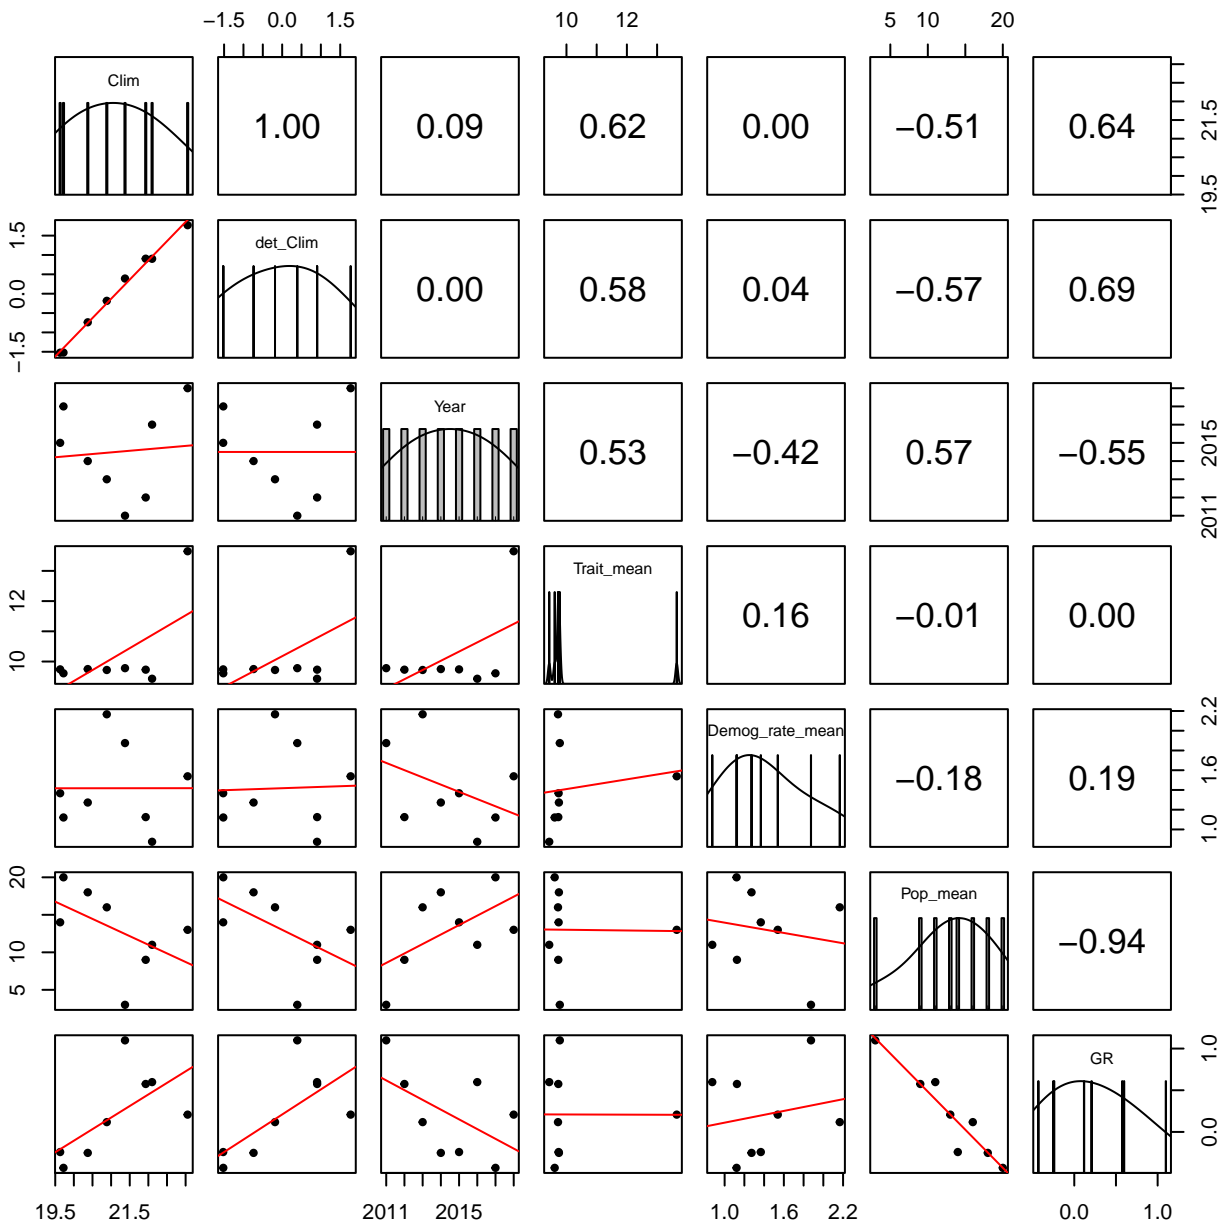 −1.5 0.0 1.5 10 12 5 10 20
Clim 1.00 0.09 0.62 0.00 −0.51 0.64 19.5 21.5
−1.5 0.0 1.5 det_Clim 0.00 0.58 0.04 −0.57 0.69
Year 0.53 −0.42 0.57 −0.55 2011 2015
10 12 Trait_mean 0.16 −0.01 0.00
Demog_rate_mean −0.18 0.19 1.0 1.6 2.2
5 10 20 Pop_mean −0.94
GR 0.0 1.0
19.5 21.5 2011 2015 1.0 1.6 2.2 0.0 1.0